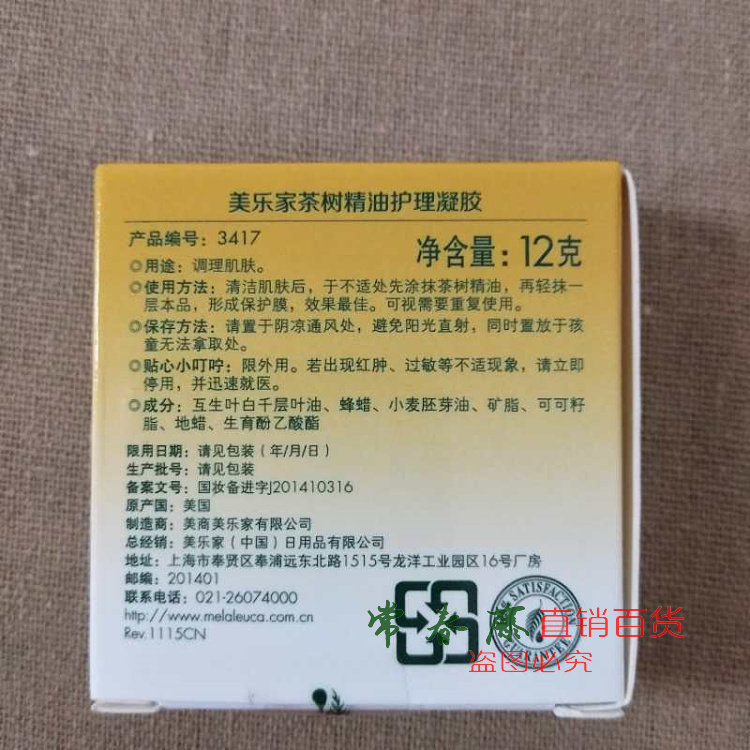 美乐家茶树精油护理凝胶
产品编号：3417
净含量：12克
◎用途：调理肌肤。
◎使用方法：清洁肌肤后，于不适处先涂抹茶树精油，再轻抹一
层本品，形成保护膜，效果最佳。可视需要重复使用。
◎保存方法：请置于阴凉通风处，避免阳光直射，同时置放于孩
童无法拿取处。
◎贴心小叮咛：限外用。若出现红肿、过敏等不适现象，请立即
停用，并迅速就医。
◎成分：互生叶白千层叶油、蜂蜡、小麦胚芽油、矿脂、可可籽
脂、地蜡、生育酚乙酸酯
限用日期：请见包装（年/月/日）
生产批号：请见包装
备案文号：国妆备进字J201410316
原产国：美国
制造商：美商美乐家有限公司
总经销：美乐家（中国）日用品有限公司
地址：上海市奉贤区奉浦远东北路1515号龙洋工业园区16号厂房
邮编：201401
联系电话：021-26074000
http://www.melaleuca.com.cn
Rev.1115CN
SATISFACTION
GUARANTEE
常春藤直销百货
盗图必究